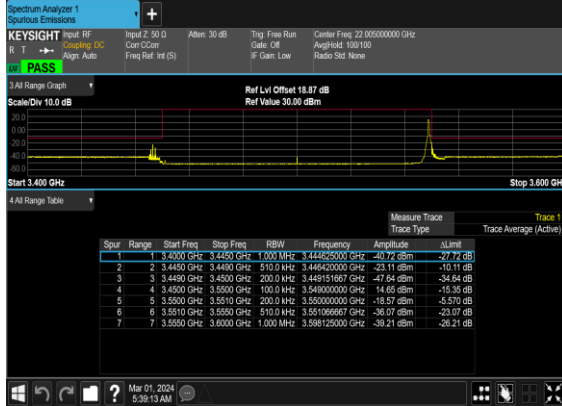 Spectrum Analyzer 1
Spurious Emissions
+
KEYSIGHT Input: RF Input Z: 50 Ω Atten: 30 dB Trig: Free Run Center Freq: 22.005000000 GHz
R T Coupling: DC Corr CCorr Gate: Off Avg|Hold: 100/100
Align: Auto Freq Ref: Int (S) IF Gain: Low Radio Std: None
PASS
3 All Range Graph
Ref Lvl Offset 18.87 dB
Scale/Div 10.0 dB Ref Value 30.00 dBm
20.0
0.00
-20.0
-40.0
-60.0
Start 3.400 GHz Stop 3.600 GH
4 All Range Table
Measure Trace Trace 1
Trace Type Trace Average (Active)
Spur Range Start Freq Stop Freq RBW Frequency Amplitude ΔLimit
1 1 3.4000 GHz 3.4450 GHz 1.000 MHz 3.444625000 GHz -40.72 dBm -27.72 dB
2 2 3.4450 GHz 3.4490 GHz 510.0 kHz 3.446420000 GHz -23.11 dBm -10.11 dB
3 3 3.4490 GHz 3.4500 GHz 200.0 kHz 3.449151667 GHz -47.64 dBm -34.64 dB
4 4 3.4500 GHz 3.5500 GHz 100.0 kHz 3.549000000 GHz 14.65 dBm -15.35 dB
5 5 3.5500 GHz 3.5510 GHz 200.0 kHz 3.550000000 GHz -18.57 dBm -5.570 dB
6 6 3.5510 GHz 3.5550 GHz 510.0 kHz 3.551066667 GHz -36.07 dBm -23.07 dB
7 7 3.5550 GHz 3.6000 GHz 1.000 MHz 3.598125000 GHz -39.21 dBm -26.21 dB
? Mar 01, 2024
5:39:13 AM